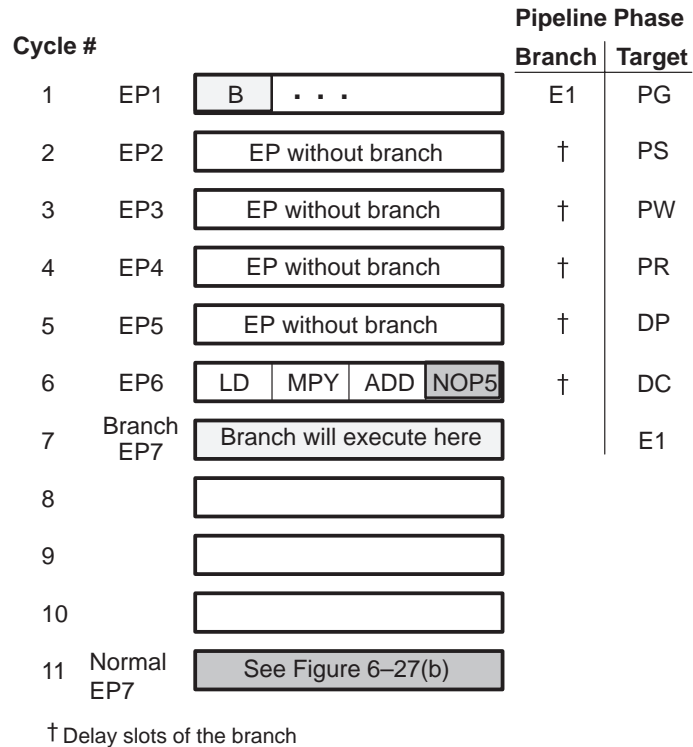 Pipeline Phase
Cycle #
Branch Target
1 EP1 B . . . E1 PG
2 EP2 EP without branch † PS
3 EP3 EP without branch † PW
4 EP4 EP without branch † PR
5 EP5 EP without branch † DP
6 EP6 LD MPY ADD NOP5 † DC
7 Branch EP7 Branch will execute here E1
8
9
10
11 Normal EP7 See Figure 6–27(b)
† Delay slots of the branch